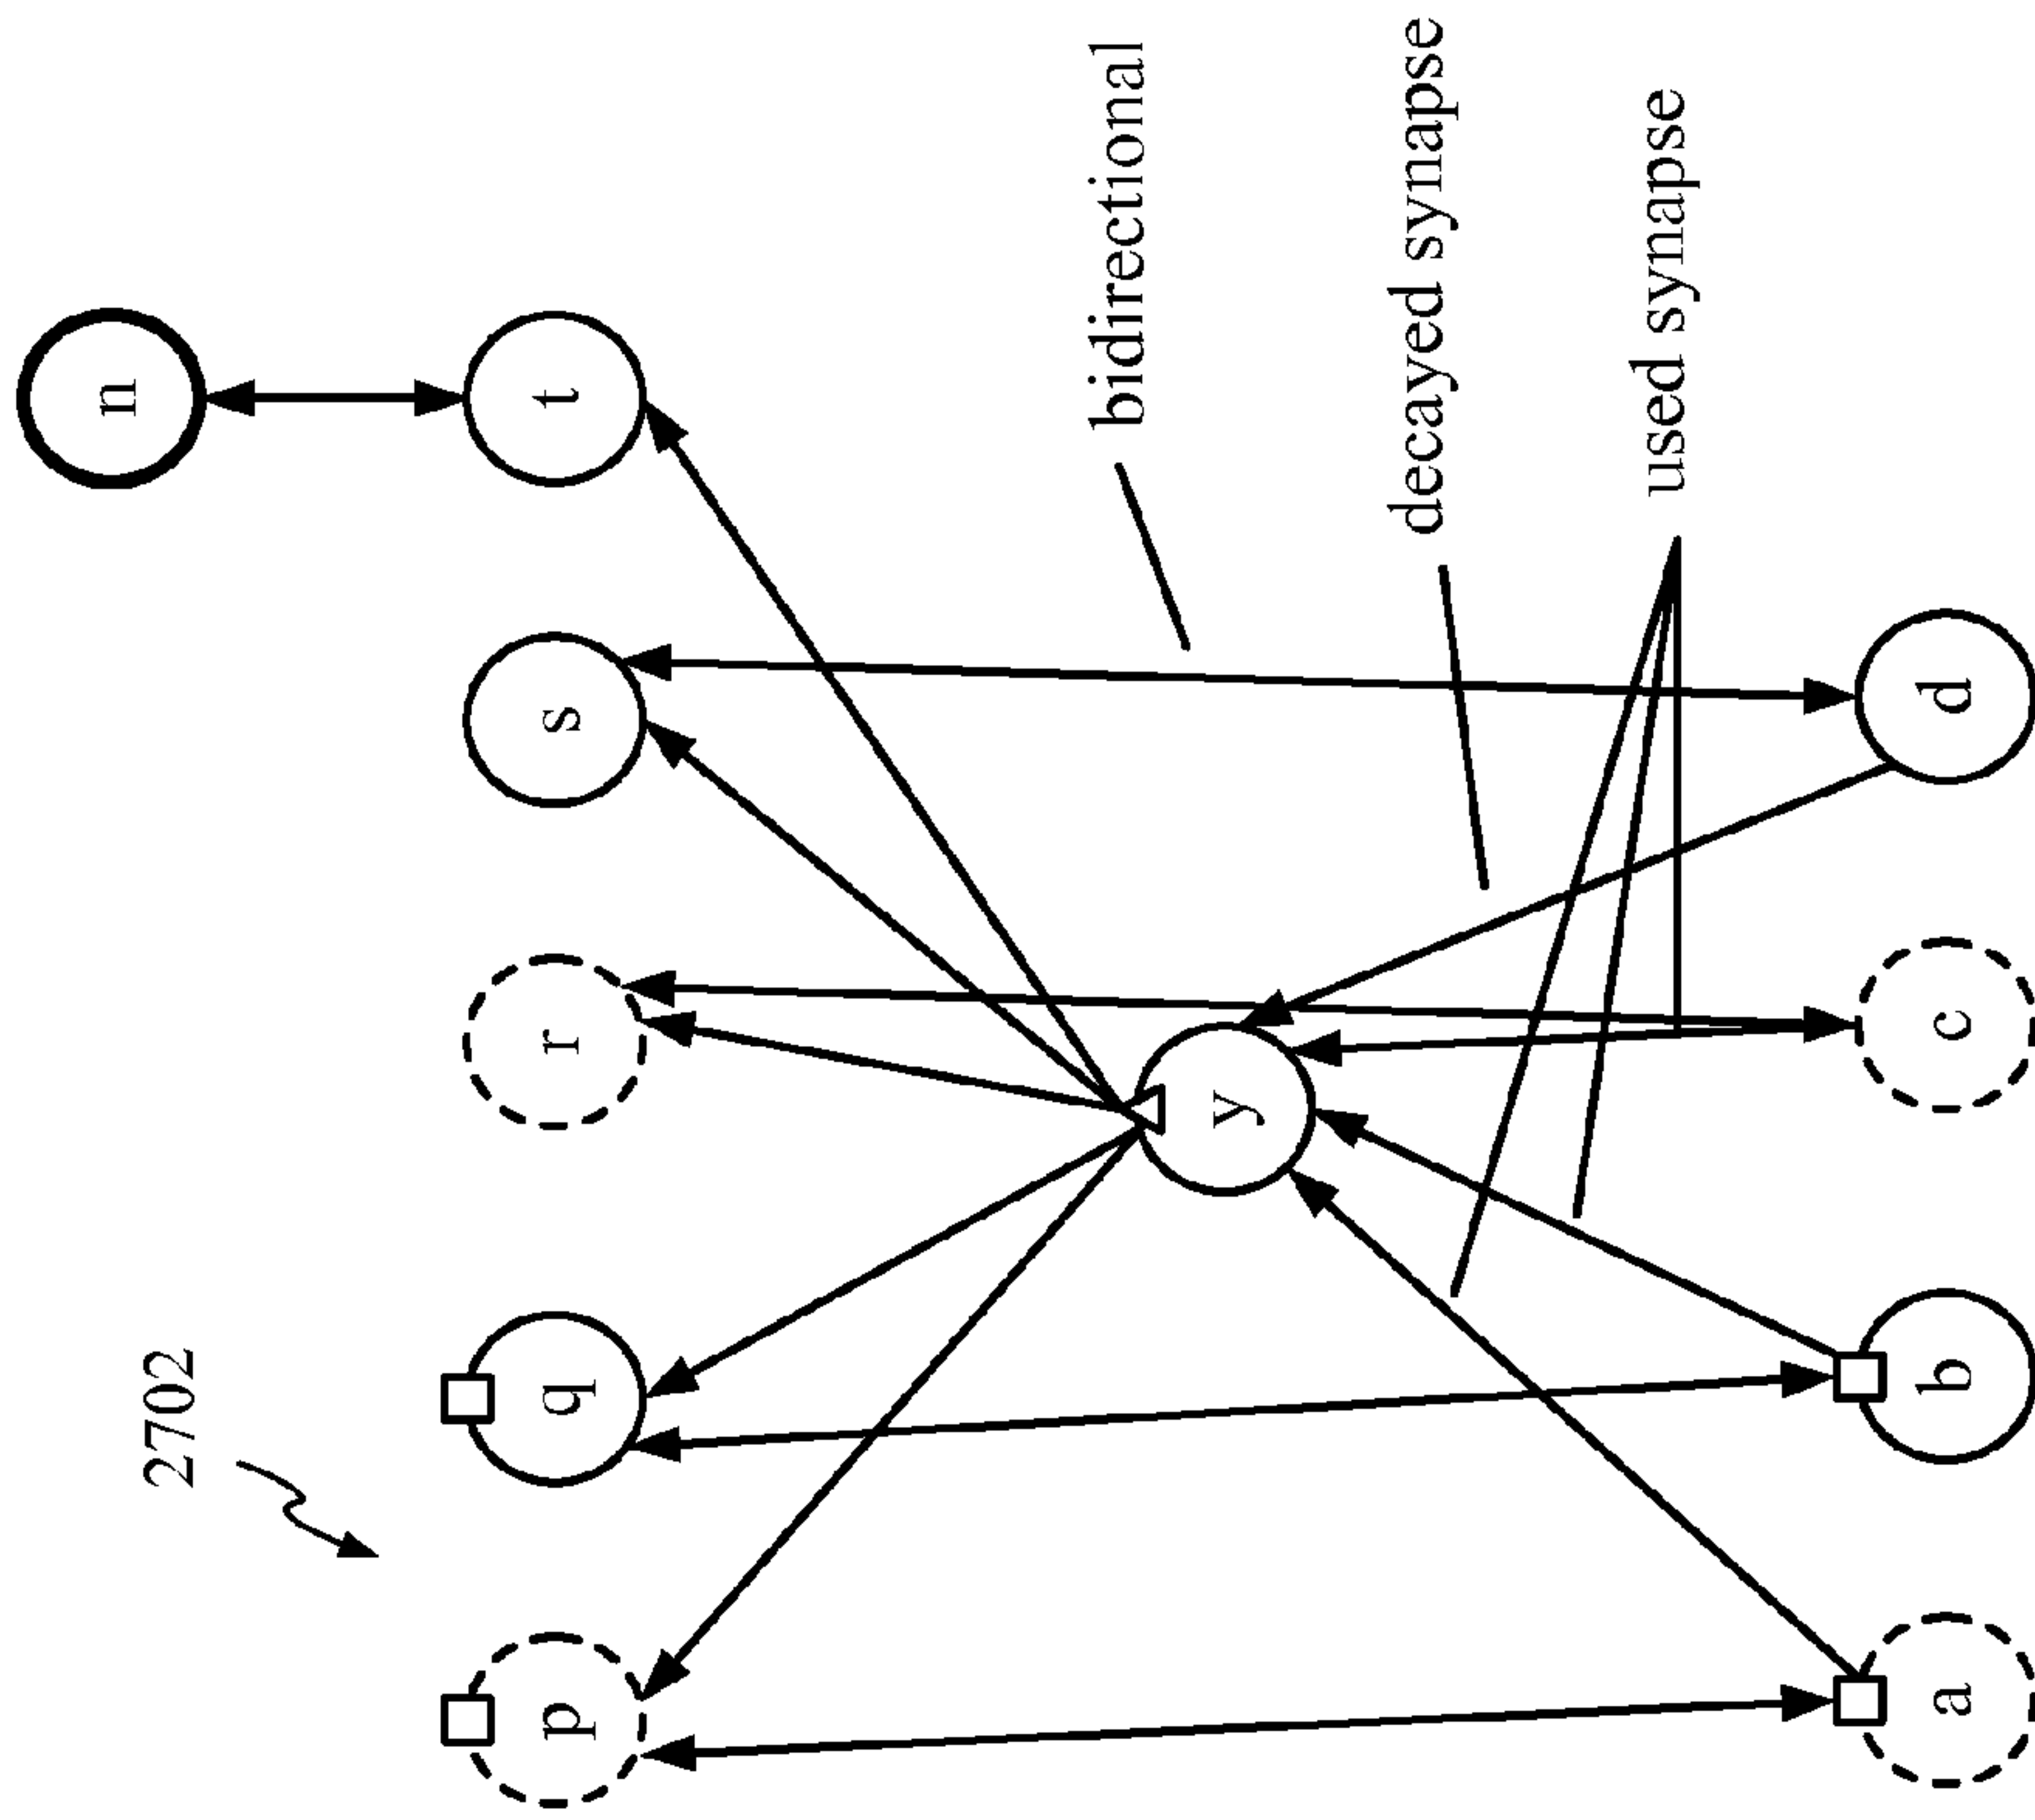 n
2702
p
q
r
s
t
bidirectional
y
decayed synapse
used synapse
a
b
c
d